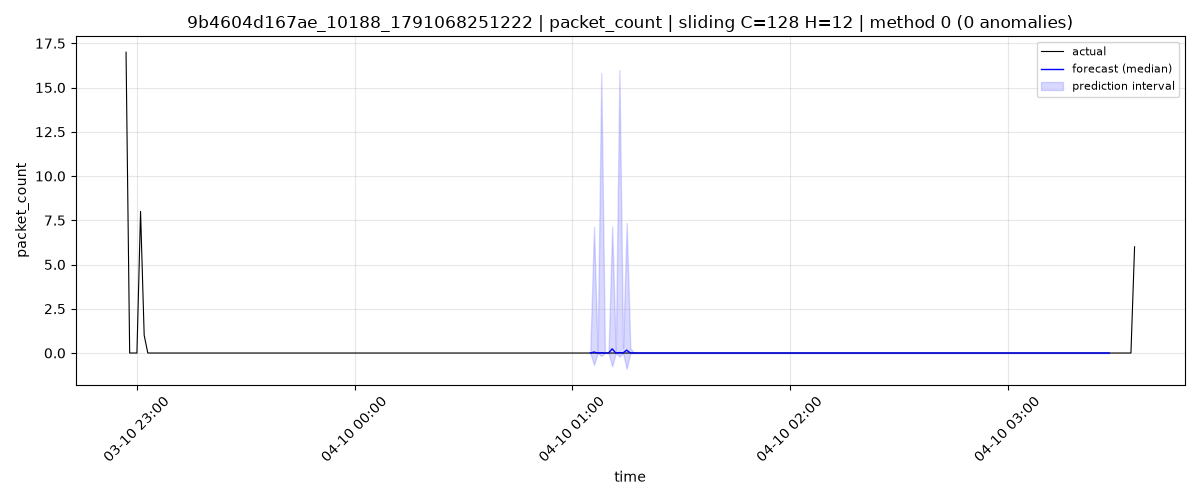 9b4604d167ae_10188_1791068251222 | packet_count | sliding C=128 H=12 | method 0 (0 anomalies)
actual
forecast (median)
prediction interval
packet_count
17.5
15.0
12.5
10.0
7.5
5.0
2.5
0.0
03-10 23:00
04-10 00:00
04-10 01:00
04-10 02:00
04-10 03:00
time